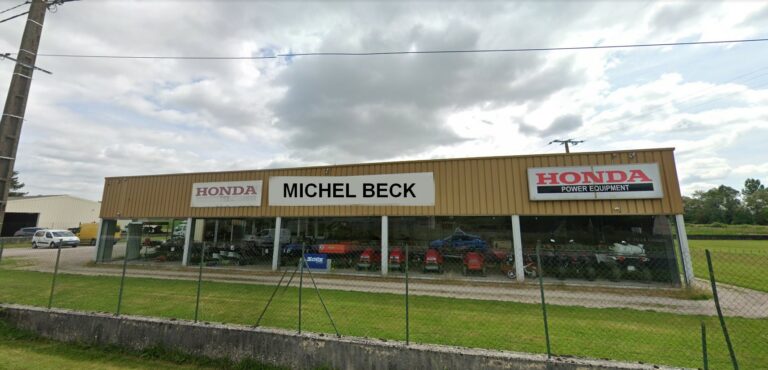 HONDA
MICHEL BECK
HONDA
POWER EQUIPMENT